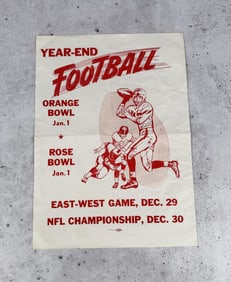 YEAR-END
FOOTBALL
ORANGE
BOWL
Jan. 1
★
ROSE
BOWL
Jan. 1
EAST-WEST GAME, DEC. 29
NFL CHAMPIONSHIP, DEC. 30